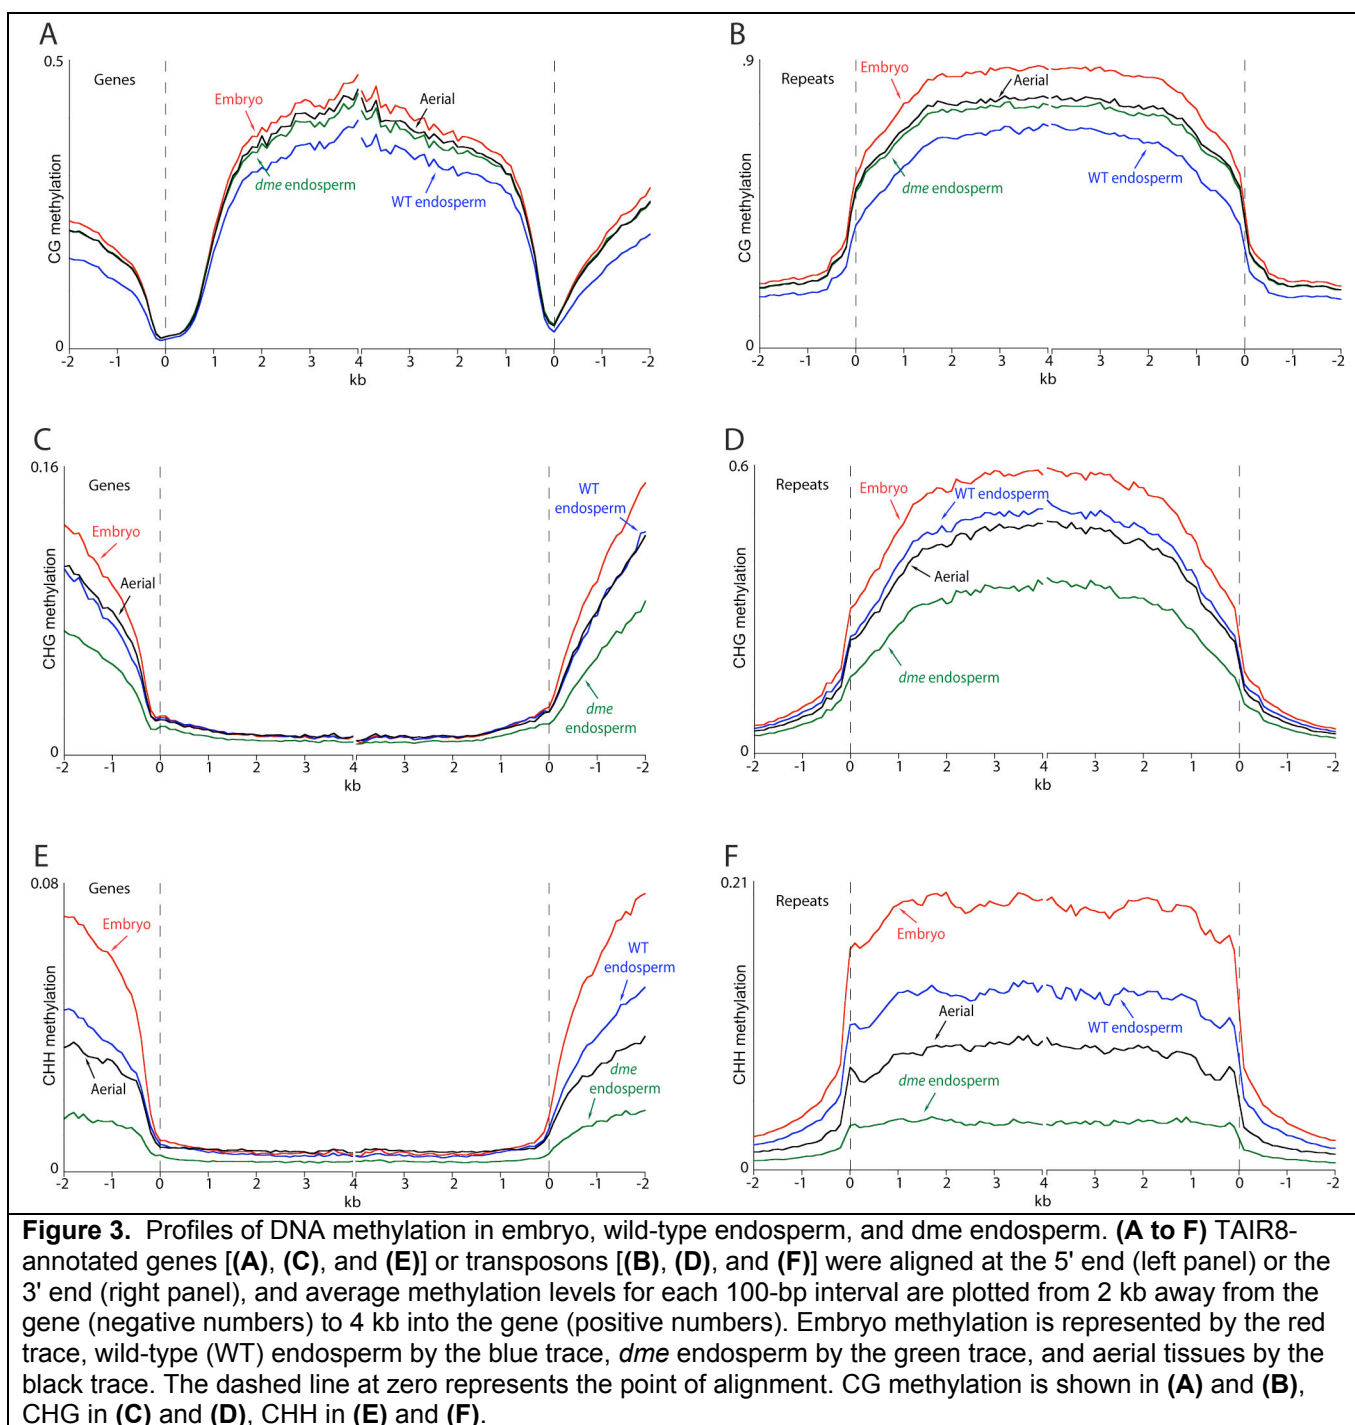 A
0.5
Genes
Embryo
Aerial
dme endosperm
WT endosperm
CG methylation
0
-2 -1 0 1 2 3 4 3 2 1 0 -1 -2
kb
B
.9
Repeats
Embryo
Aerial
dme endosperm
WT endosperm
CG methylation
0
-2 -1 0 1 2 3 4 3 2 1 0 -1 -2
kb
C
0.16
Genes
WT
endosperm
Embryo
Aerial
dme
endosperm
CHG methylation
0
-2 -1 0 1 2 3 4 3 2 1 0 -1 -2
kb
D
0.6
Repeats
Embryo
WT endosperm
Aerial
dme endosperm
CHG methylation
0
-2 -1 0 1 2 3 4 3 2 1 0 -1 -2
kb
E
0.08
Genes
Embryo
WT
endosperm
Aerial
dme
endosperm
CHH methylation
0
-2 -1 0 1 2 3 4 3 2 1 0 -1 -2
kb
F
0.21
Repeats
Embryo
Aerial
WT endosperm
dme endosperm
CHH methylation
0
-2 -1 0 1 2 3 4 3 2 1 0 -1 -2
kb
Figure 3. Profiles of DNA methylation in embryo, wild-type endosperm, and dme endosperm. (A to F) TAIR8-
annotated genes [(A), (C), and (E)] or transposons [(B), (D), and (F)] were aligned at the 5' end (left panel) or the
3' end (right panel), and average methylation levels for each 100-bp interval are plotted from 2 kb away from the
gene (negative numbers) to 4 kb into the gene (positive numbers). Embryo methylation is represented by the red
trace, wild-type (WT) endosperm by the blue trace, dme endosperm by the green trace, and aerial tissues by the
black trace. The dashed line at zero represents the point of alignment. CG methylation is shown in (A) and (B),
CHG in (C) and (D), CHH in (E) and (F).